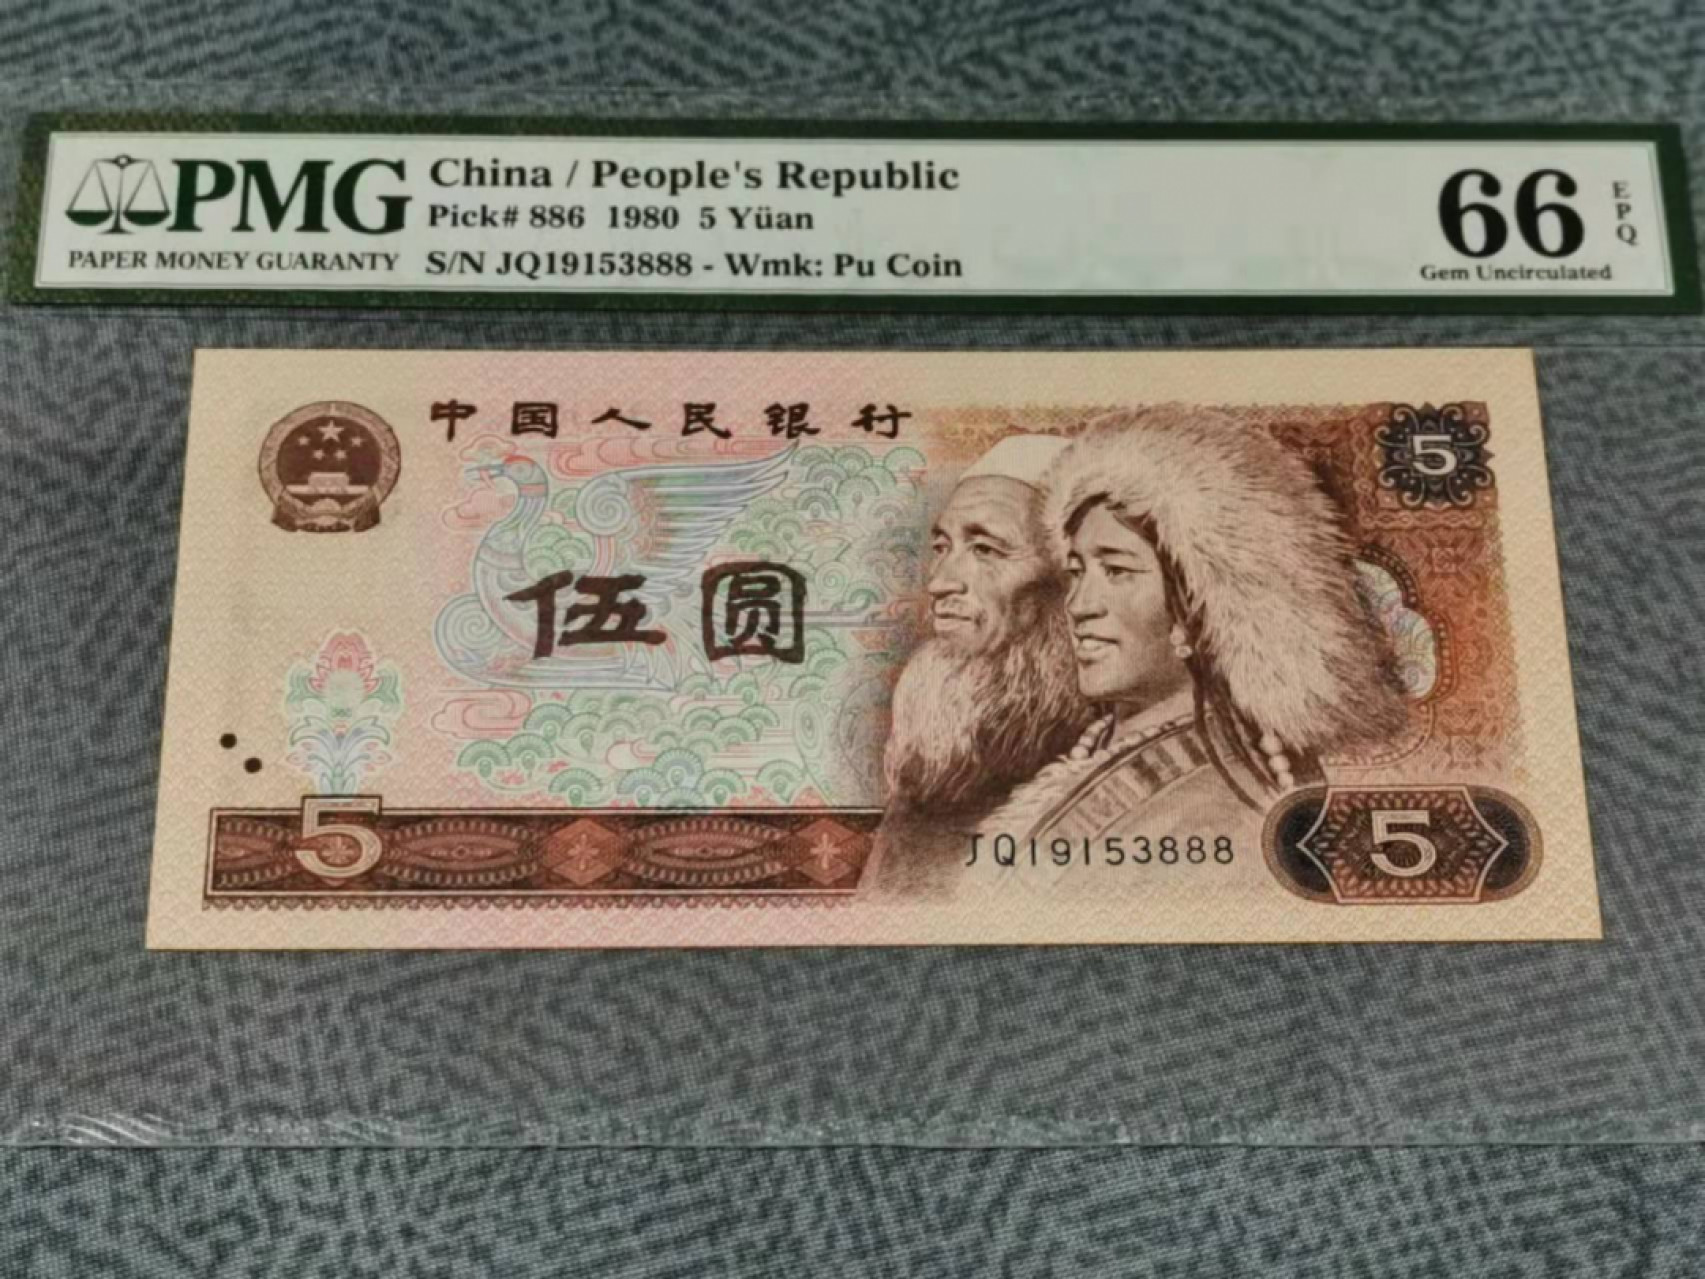 PMG
PAPER MONEY GUARANTY
China / People's Republic
Pick# 886 1980 5 Yüan
S/N JQ19153888 - Wmk: Pu Coin
66
EPQ
Gem Uncirculated
中国人民银行
5
伍圆
5
JQ19153888
5